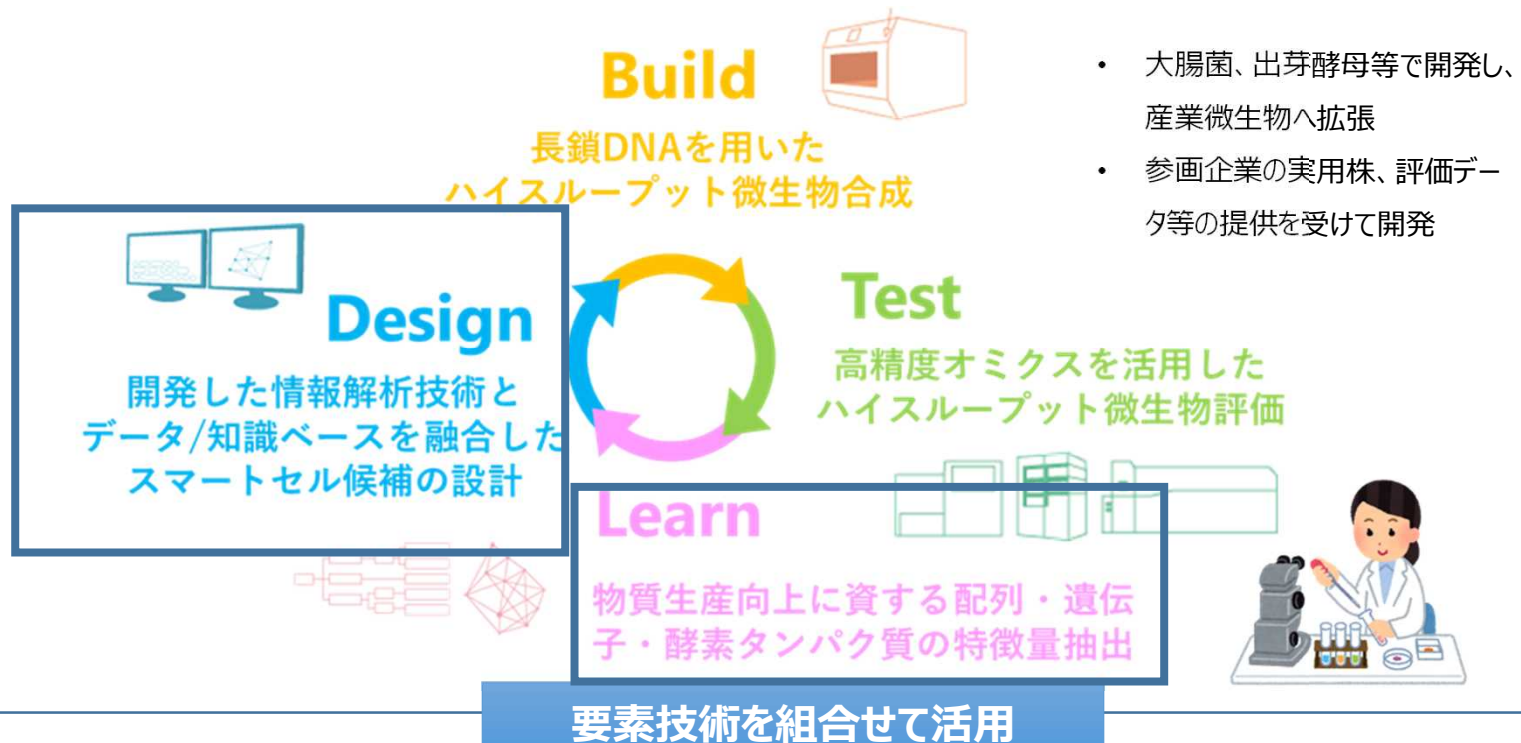 Build
長鎖DNAを用いた
ハイスループット微生物合成
• 大腸菌、出芽酵母等で開発し、
産業微生物へ拡張
• 参画企業の実用株、評価デー
タ等の提供を受けて開発
Design
開発した情報解析技術と
データ/知識ベースを融合した
スマートセル候補の設計
Test
高精度オミクスを活用した
ハイスループット微生物評価
Learn
物質生産向上に資する配列・遺伝
子・酵素タンパク質の特徴量抽出
要素技術を組合せて活用